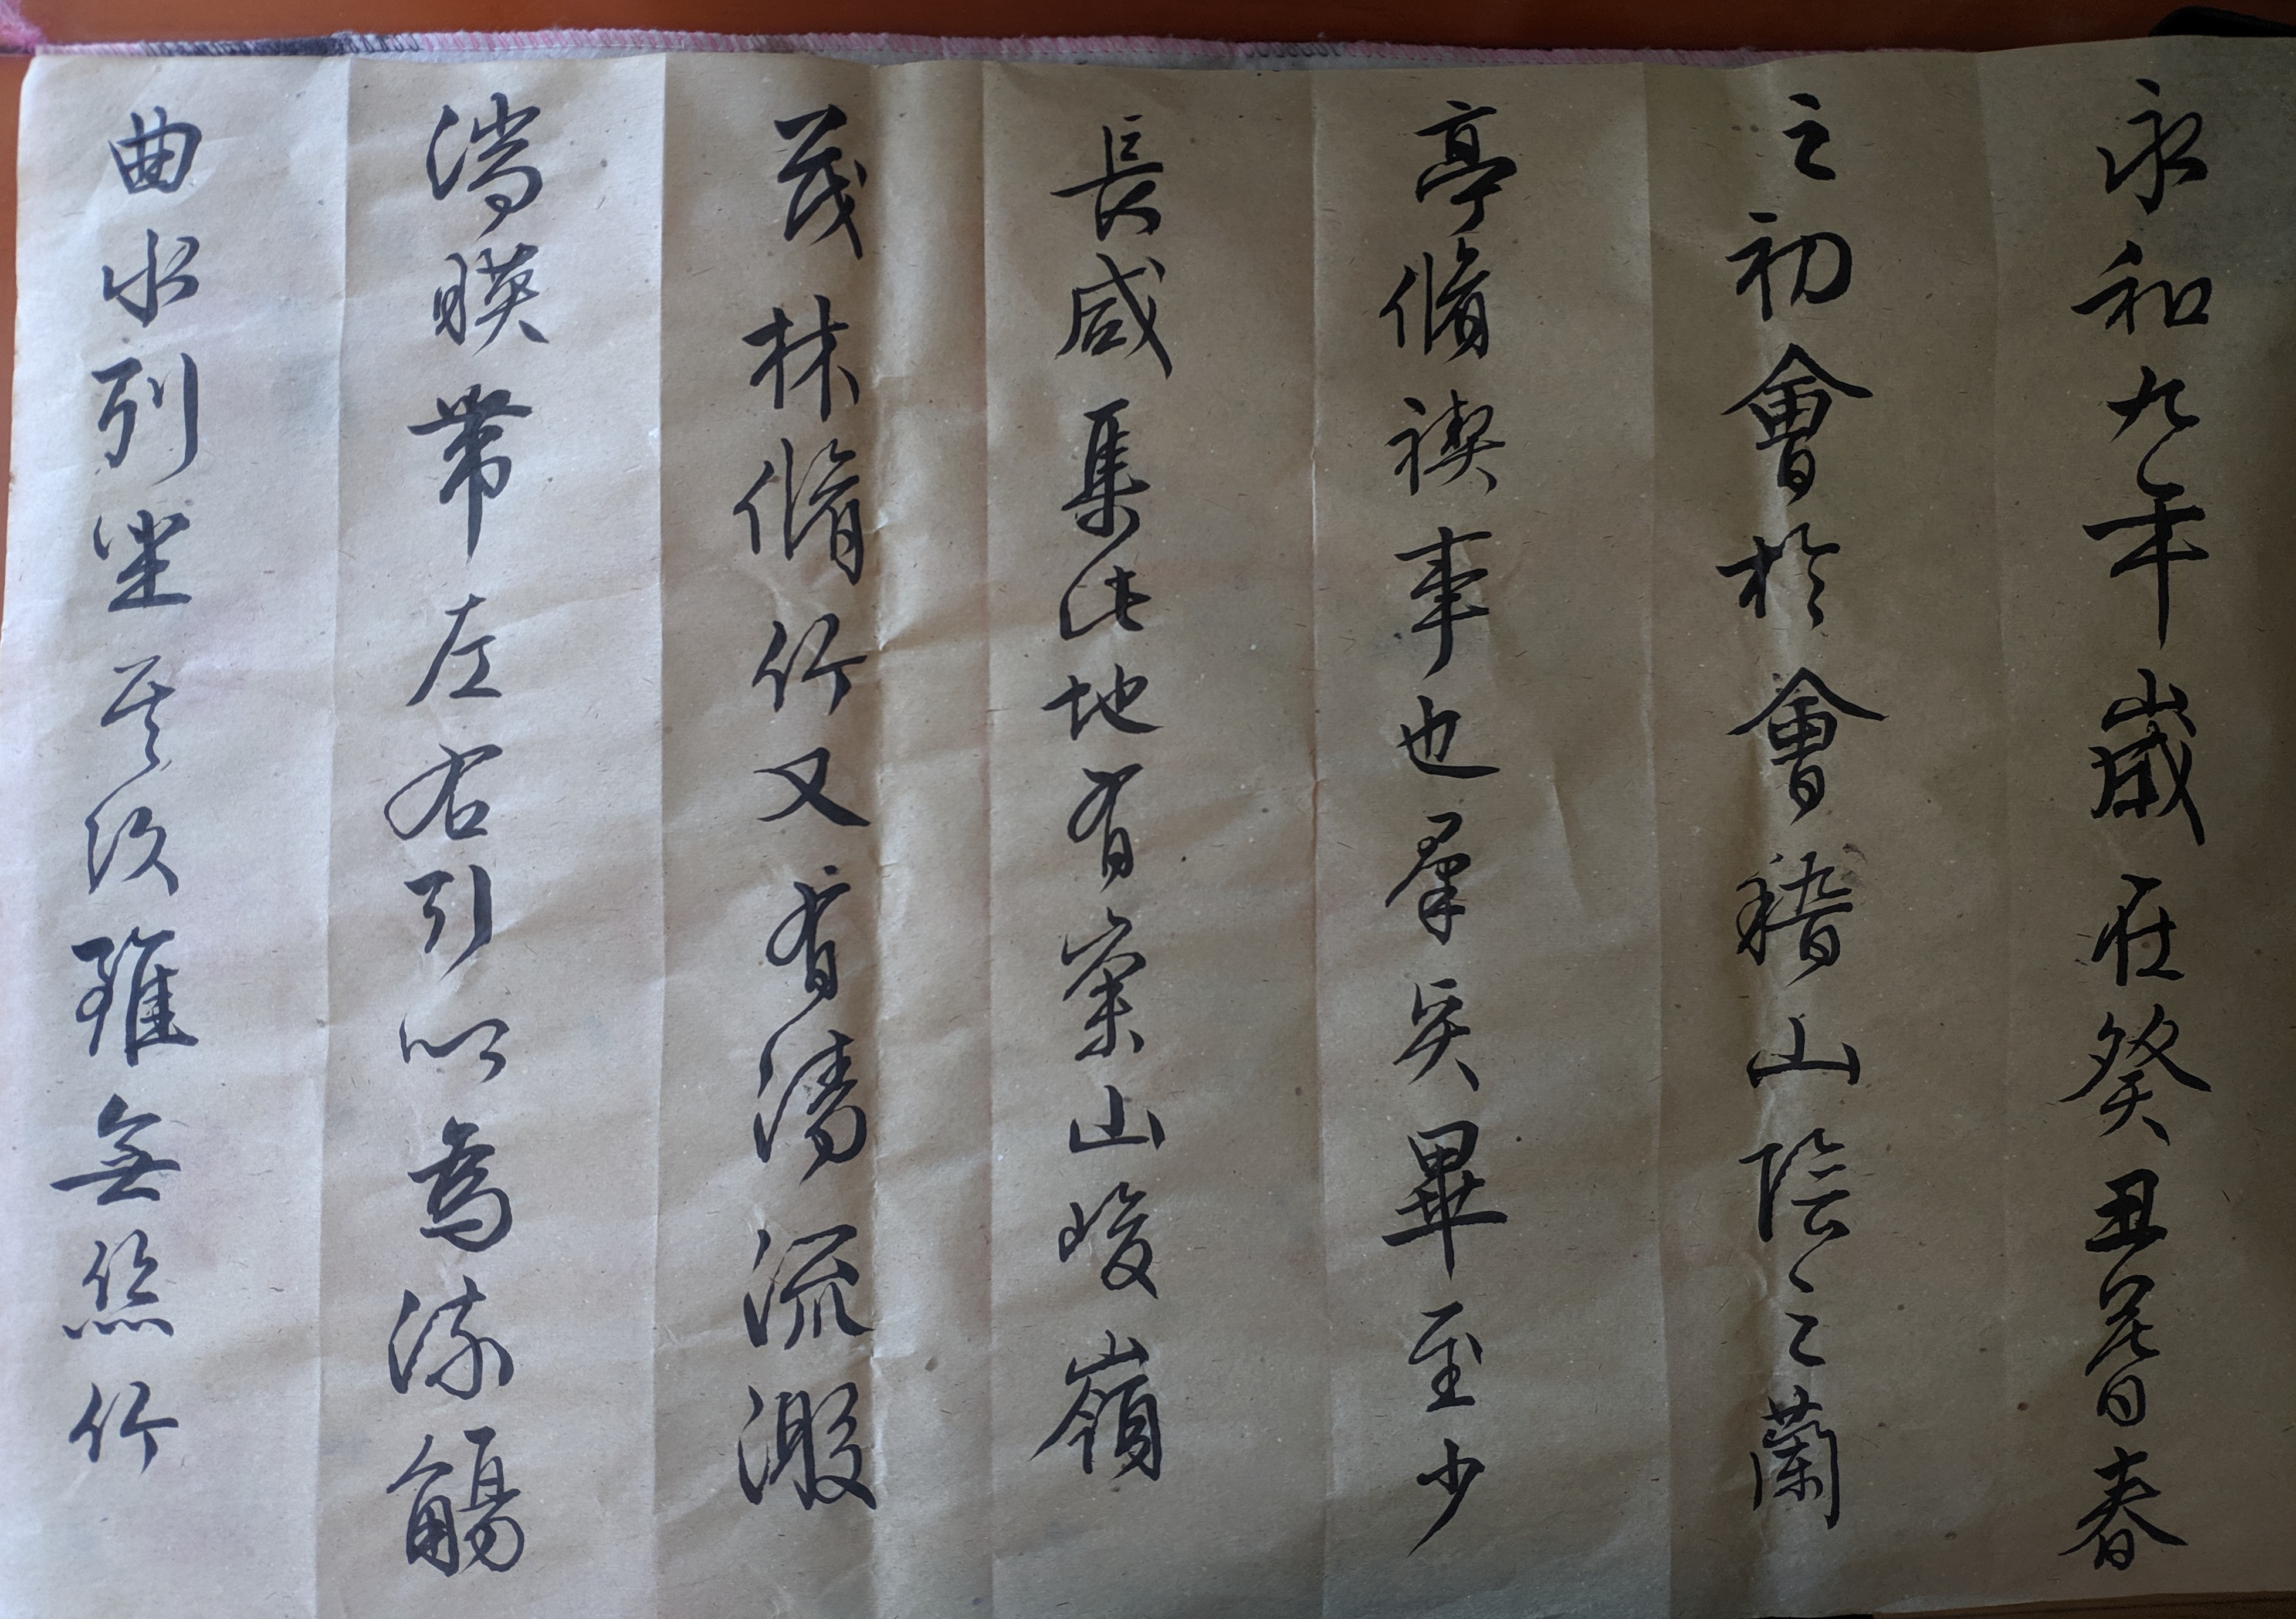 永和九年歲在癸丑暮春
之初會於會稽山陰之蘭
亭脩禊事也羣賢畢至少
長咸集此地有崇山峻嶺
茂林脩竹又有清流激
湍暎帶左右引以為流觴
曲水列坐其次雖無絲竹